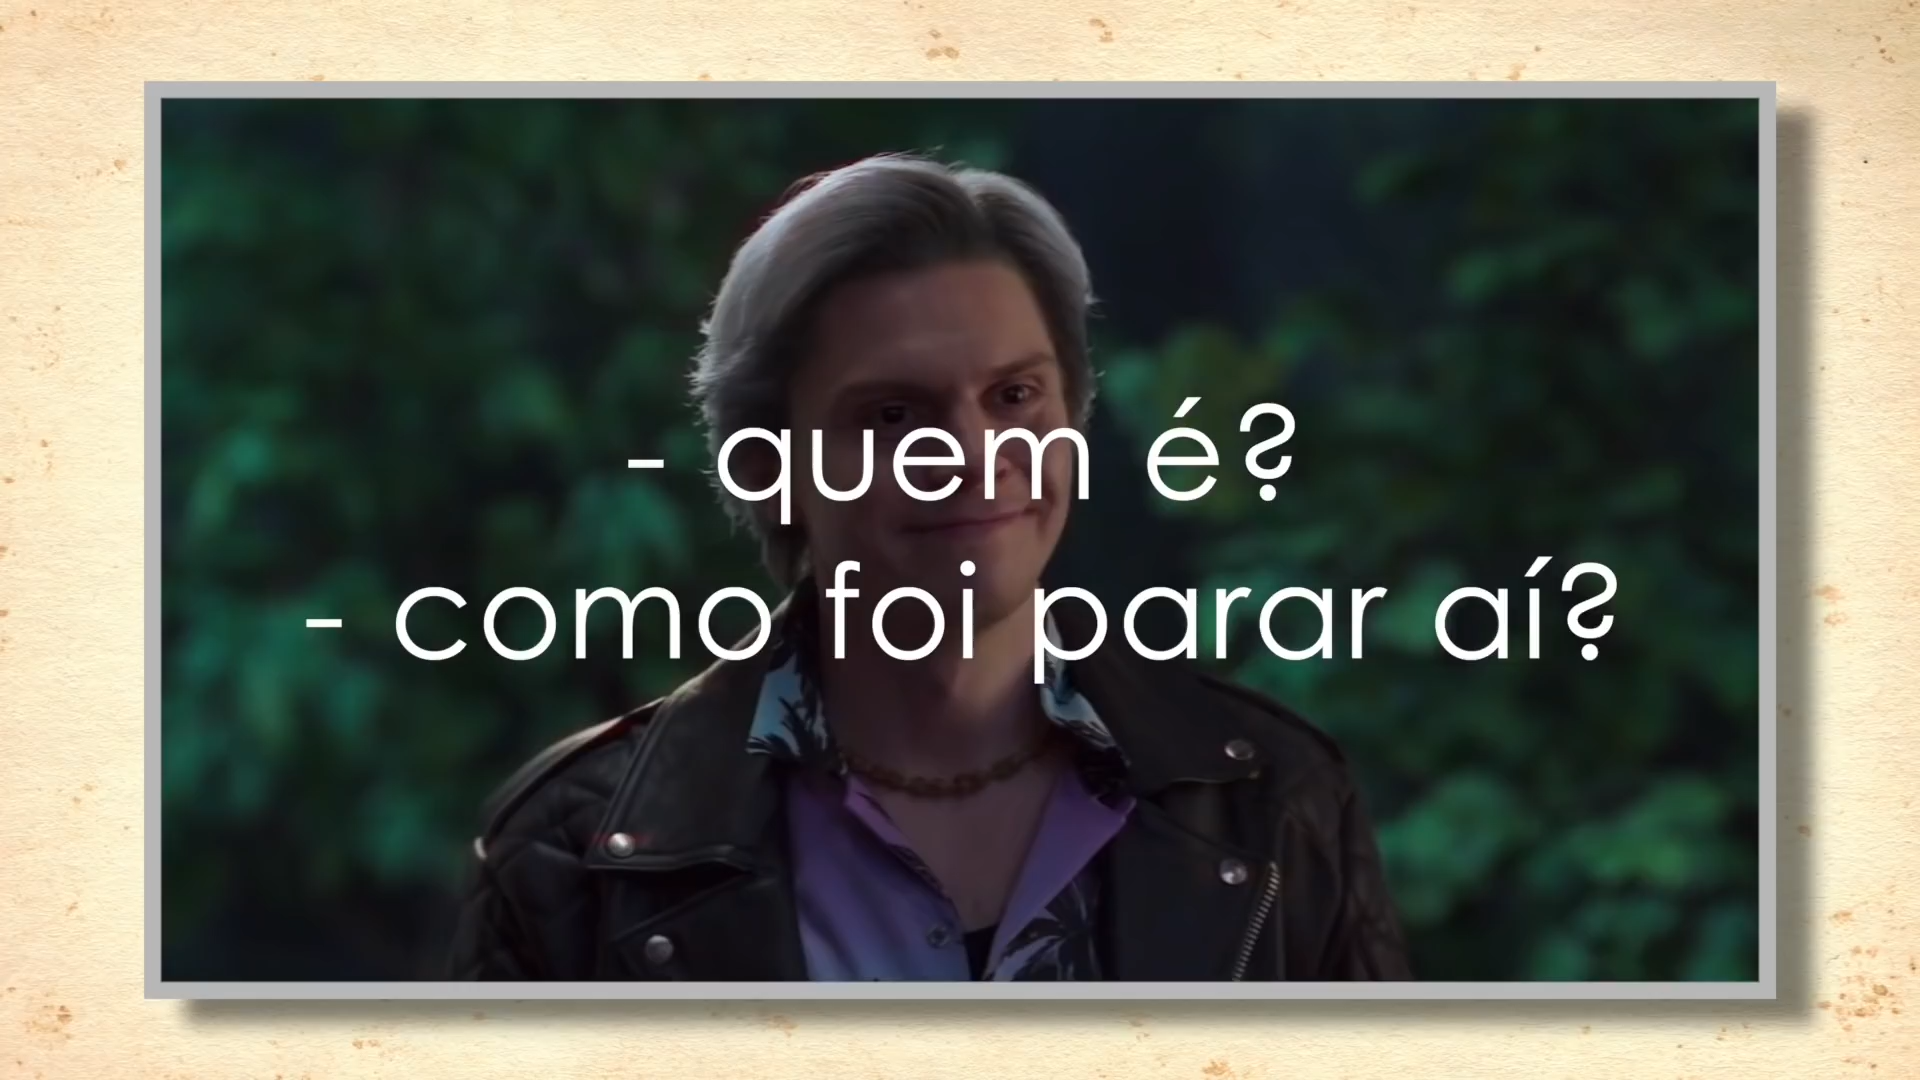 - quem é?
- como foi parar aí?